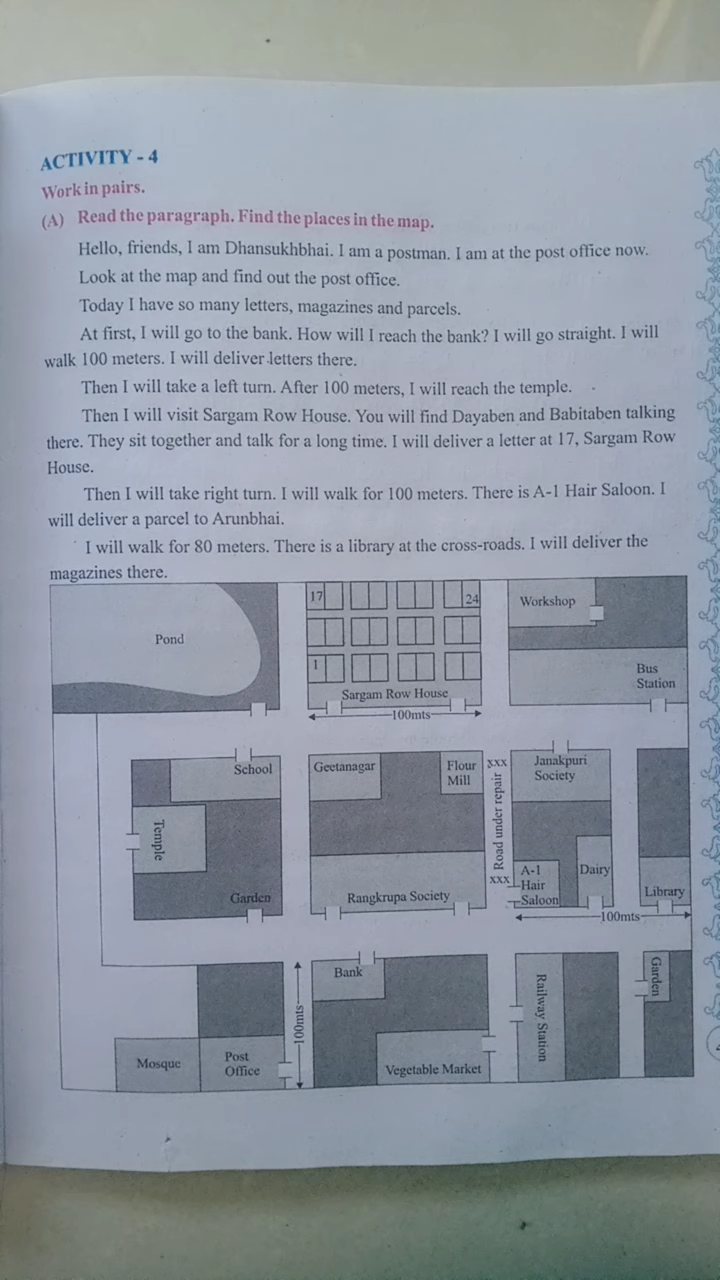 ACTIVITY - 4
Work in pairs.
(A) Read the paragraph. Find the places in the map.
Hello, friends, I am Dhansukhbhai. I am a postman. I am at the post office now.
Look at the map and find out the post office.
Today I have so many letters, magazines and parcels.
At first, I will go to the bank. How will I reach the bank? I will go straight. I will
walk 100 meters. I will deliver letters there.
Then I will take a left turn. After 100 meters, I will reach the temple.
Then I will visit Sargam Row House. You will find Dayaben and Babitaben talking
there. They sit together and talk for a long time. I will deliver a letter at 17, Sargam Row
House.
Then I will take right turn. I will walk for 100 meters. There is A-1 Hair Saloon. I
will deliver a parcel to Arunbhai.
I will walk for 80 meters. There is a library at the cross-roads. I will deliver the
magazines there.
17
24
Workshop
Pond
1
Bus
Station
Sargam Row House
100mts
School
Geetanagar
Flour
Mill
xxx
Road under repair
xxx
Janakpuri
Society
Temple
Garden
Rangkrupa Society
A-1
Hair
Saloon
Dairy
Library
100mts
Bank
100mts
Railway Station
Garden
Mosque
Post
Office
Vegetable Market